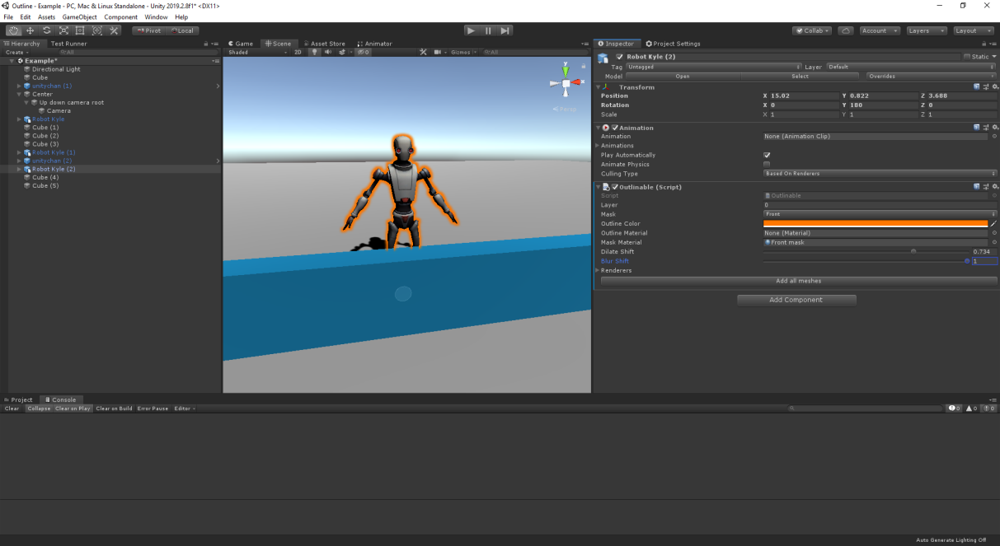 Outline - Example - PC, Mac & Linux Standalone - Unity 2019.2.8f1* <DX11>
File Edit Assets GameObject Component Window Help
Pivot Local Collab Account Layers Layout
Hierarchy Test Runner
Create All
Example*
Directional Light
Cube
unitychan (1)
Center
Up down camera root
Camera
Robot Kyle
Cube (1)
Cube (2)
Cube (3)
Robot Kyle (1)
unitychan (2)
Robot Kyle (2)
Cube (4)
Cube (5)
Game Scene Asset Store Animator
Shaded 2D 0 Gizmos All
y
x
Persp
Inspector Project Settings
Robot Kyle (2) Static
Tag Untagged Layer Default
Model Open Select Overrides
Transform
Position X 15.02 Y 0.822 Z 3.688
Rotation X 0 Y 180 Z 0
Scale X 1 Y 1 Z 1
Animation
Animation None (Animation Clip)
Animations
Play Automatically
Animate Physics
Culling Type Based On Renderers
Outlinable (Script)
Script Outlinable
Layer 0
Mask Front
Outline Color
Outline Material None (Material)
Mask Material Front mask
Dilate Shift 0.734
Blur Shift 1
Renderers
Add all meshes
Add Component
Project Console
Clear Collapse Clear on Play Clear on Build Error Pause Editor 0 0 0
Auto Generate Lighting Off